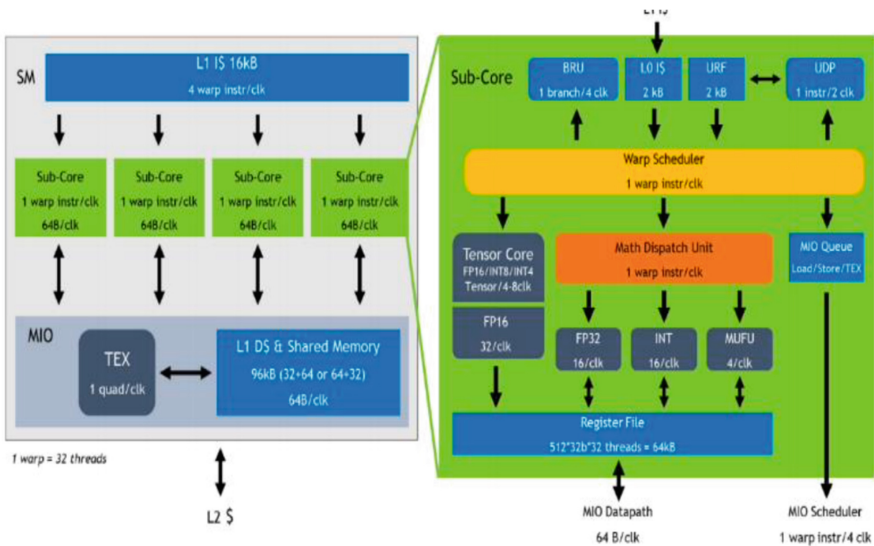 SM
L1 I$ 16kB
4 warp instr/clk
Sub-Core
1 warp instr/clk
64B/clk
Sub-Core
1 warp instr/clk
64B/clk
Sub-Core
1 warp instr/clk
64B/clk
Sub-Core
1 warp instr/clk
64B/clk
MIO
TEX
1 quad/clk
L1 D$ & Shared Memory
96kB (32+64 or 64+32)
64B/clk
1 warp = 32 threads
L2 $
L1 I$
Sub-Core
BRU
1 branch/4 clk
L0 I$
2 kB
URF
2 kB
UDP
1 instr/2 clk
Warp Scheduler
1 warp instr/clk
Tensor Core
FP16/INT8/INT4
Tensor/4-8clk
FP16
32/clk
Math Dispatch Unit
1 warp instr/clk
MIO Queue
Load/Store/TEX
FP32
16/clk
INT
16/clk
MUFU
4/clk
Register File
512*32b*32 threads = 64kB
MIO Datapath
64 B/clk
MIO Scheduler
1 warp instr/4 clk